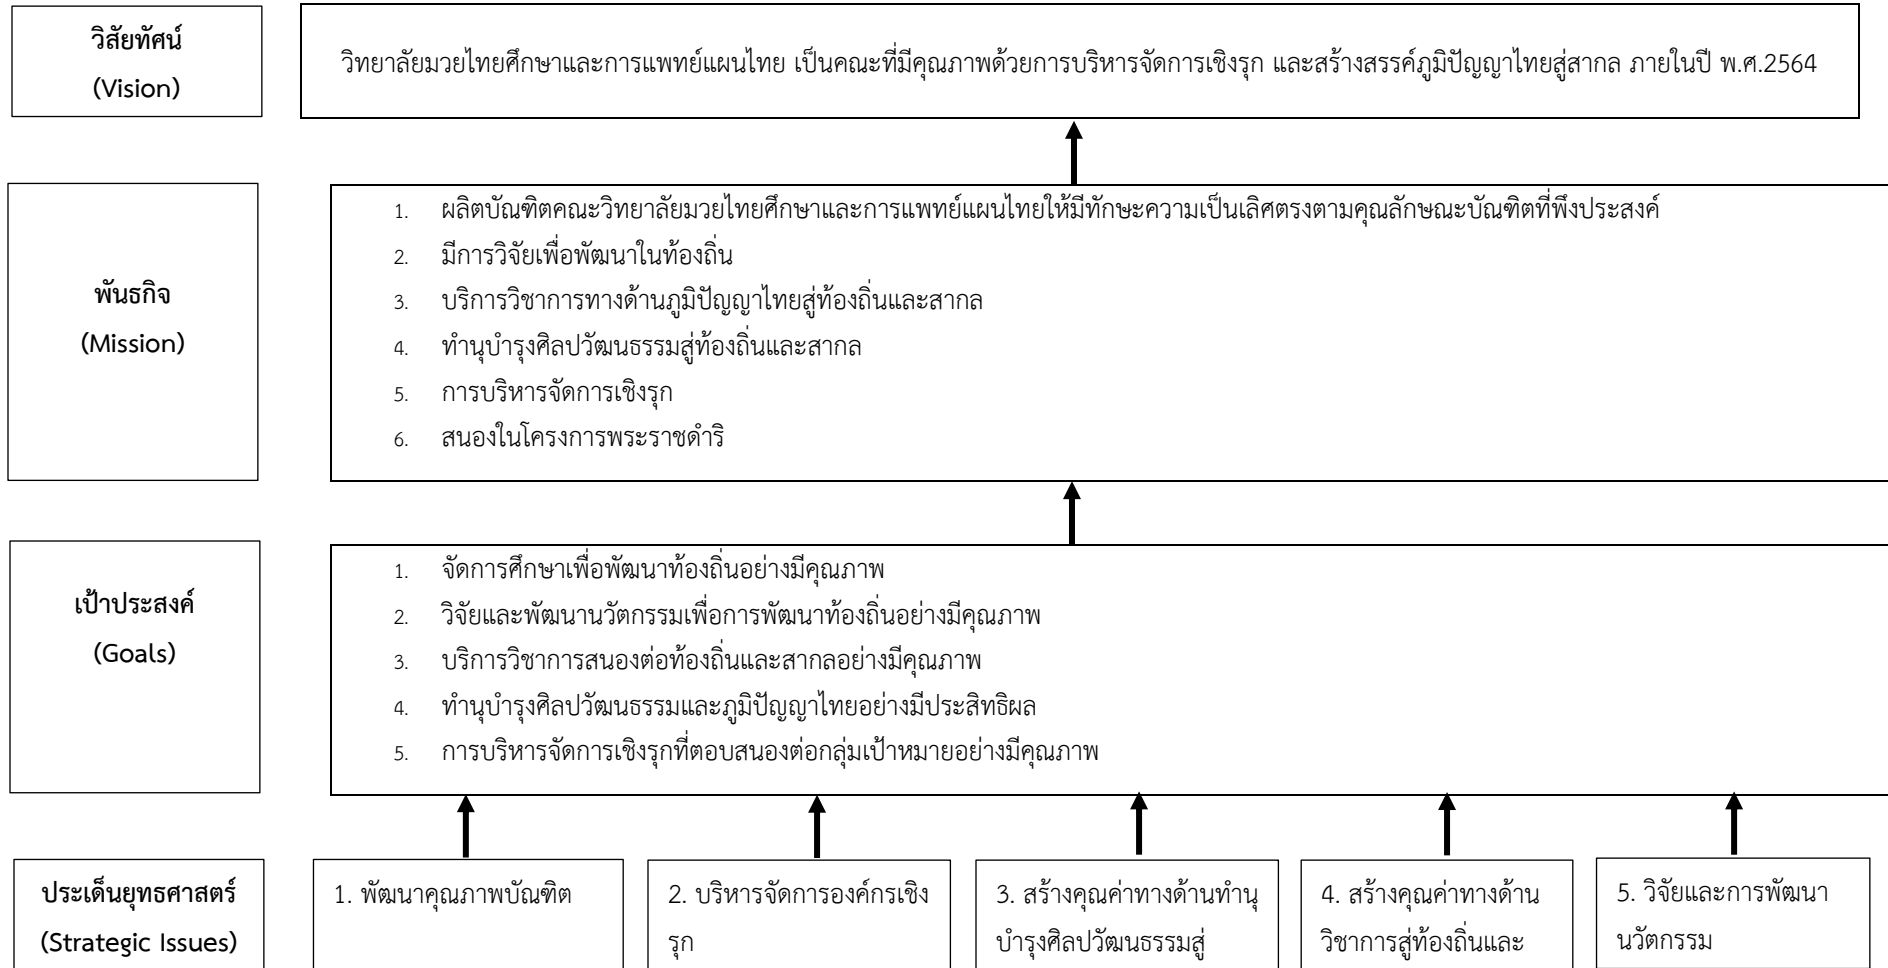 วิสัยทัศน์
(Vision)
วิทยาลัยมวยไทยศึกษาและการแพทย์แผนไทย เป็นคณะที่มีคุณภาพด้วยการบริหารจัดการเชิงรุก และสร้างสรรค์ภูมิปัญญาไทยสู่สากล ภายในปี พ.ศ.2564
พันธกิจ
(Mission)
1. ผลิตบัณฑิตคณะวิทยาลัยมวยไทยศึกษาและการแพทย์แผนไทยให้มีทักษะความเป็นเลิศตรงตามคุณลักษณะบัณฑิตที่พึงประสงค์
2. มีการวิจัยเพื่อพัฒนาในท้องถิ่น
3. บริการวิชาการทางด้านภูมิปัญญาไทยสู่ท้องถิ่นและสากล
4. ทำนุบำรุงศิลปวัฒนธรรมสู่ท้องถิ่นและสากล
5. การบริหารจัดการเชิงรุก
6. สนองในโครงการพระราชดำริ
เป้าประสงค์
(Goals)
1. จัดการศึกษาเพื่อพัฒนาท้องถิ่นอย่างมีคุณภาพ
2. วิจัยและพัฒนานวัตกรรมเพื่อการพัฒนาท้องถิ่นอย่างมีคุณภาพ
3. บริการวิชาการสนองต่อท้องถิ่นและสากลอย่างมีคุณภาพ
4. ทำนุบำรุงศิลปวัฒนธรรมและภูมิปัญญาไทยอย่างมีประสิทธิผล
5. การบริหารจัดการเชิงรุกที่ตอบสนองต่อกลุ่มเป้าหมายอย่างมีคุณภาพ
ประเด็นยุทธศาสตร์
(Strategic Issues)
1. พัฒนาคุณภาพบัณฑิต
2. บริหารจัดการองค์กรเชิง
รุก
3. สร้างคุณค่าทางด้านทำนุ
บำรุงศิลปวัฒนธรรมสู่
4. สร้างคุณค่าทางด้าน
วิชาการสู่ท้องถิ่นและ
5. วิจัยและการพัฒนา
นวัตกรรม